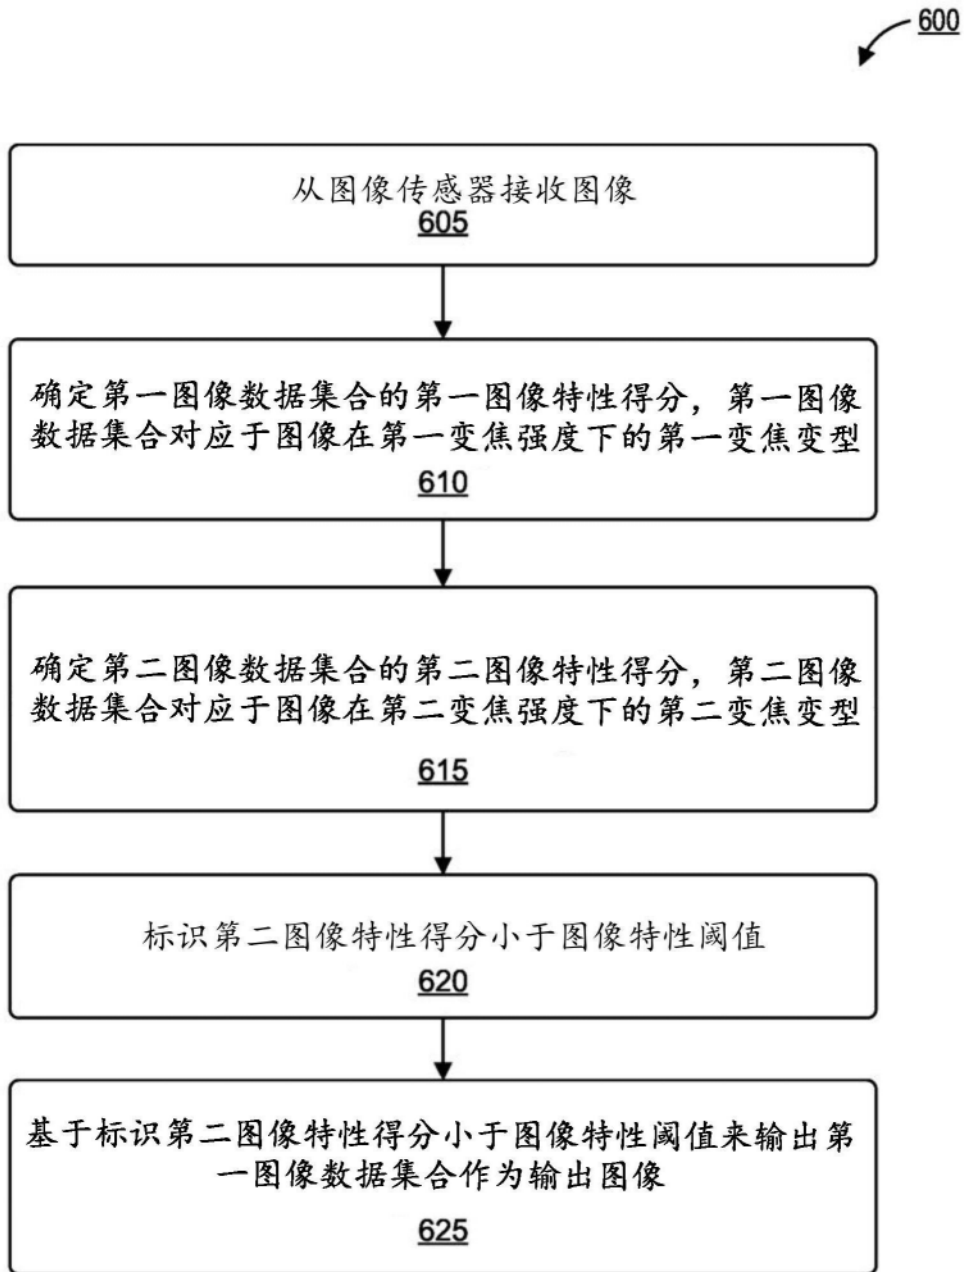 600
从图像传感器接收图像
605
确定第一图像数据集合的第一图像特性得分，第一图像
数据集合对应于图像在第一变焦强度下的第一变焦变型
610
确定第二图像数据集合的第二图像特性得分，第二图像
数据集合对应于图像在第二变焦强度下的第二变焦变型
615
标识第二图像特性得分小于图像特性阈值
620
基于标识第二图像特性得分小于图像特性阈值来输出第
一图像数据集合作为输出图像
625